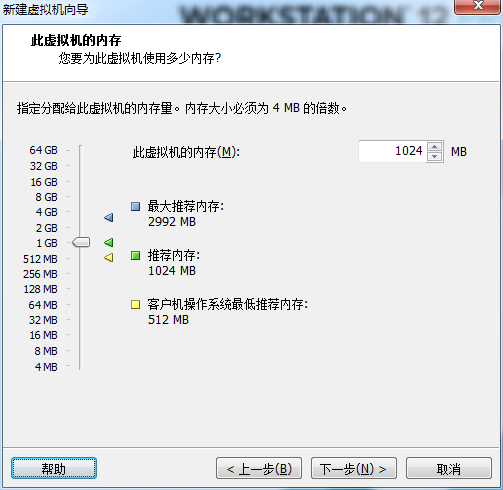 新建虚拟机向导
WORKSTATION 12
此虚拟机的内存
您要为此虚拟机使用多少内存?
指定分配给此虚拟机的内存量。内存大小必须为 4 MB 的倍数。
此虚拟机的内存(M):
1024
MB
64 GB
32 GB
16 GB
8 GB
4 GB
2 GB
1 GB
512 MB
256 MB
128 MB
64 MB
32 MB
16 MB
8 MB
4 MB
最大推荐内存:
2992 MB
推荐内存:
1024 MB
客户机操作系统最低推荐内存:
512 MB
帮助
< 上一步(B)
下一步(N) >
取消